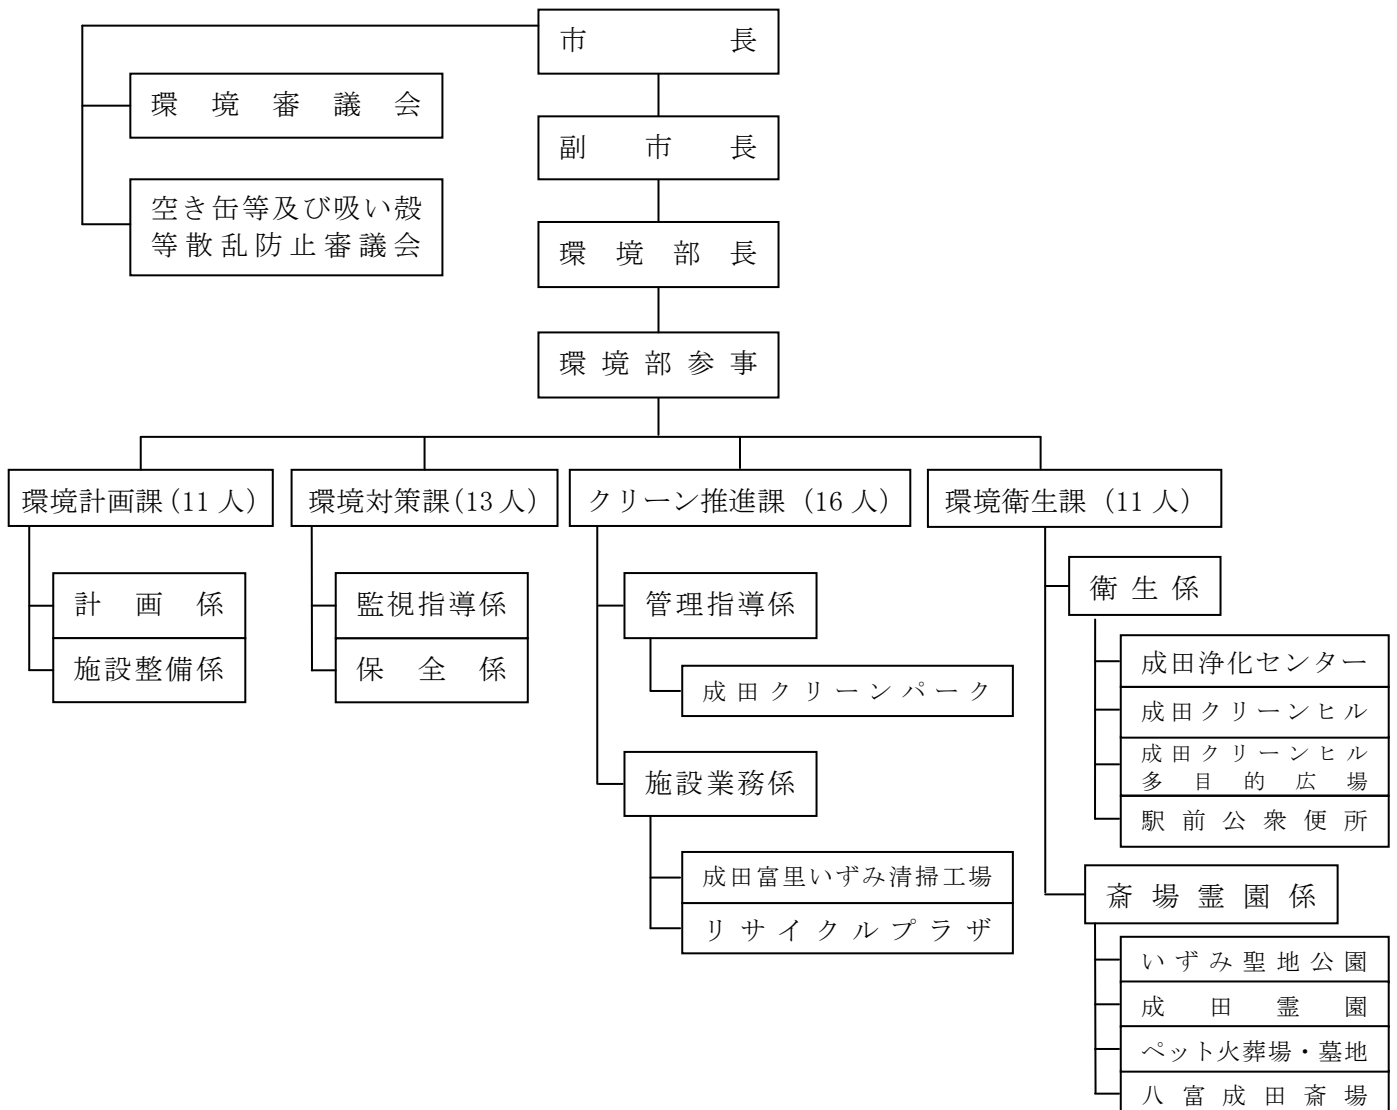 市長
環境審議会
副市長
空き缶等及び吸い殻
等散乱防止審議会
環境部長
環境部参事
環境計画課(11人)
環境対策課(13人)
クリーン推進課(16人)
環境衛生課(11人)
計画係
施設整備係
監視指導係
保全係
管理指導係
成田クリーンパーク
施設業務係
成田富里いずみ清掃工場
リサイクルプラザ
衛生係
成田浄化センター
成田クリーンヒル
成田クリーンヒル
多目的広場
駅前公衆便所
斎場霊園係
いずみ聖地公園
成田霊園
ペット火葬場・墓地
八富成田斎場